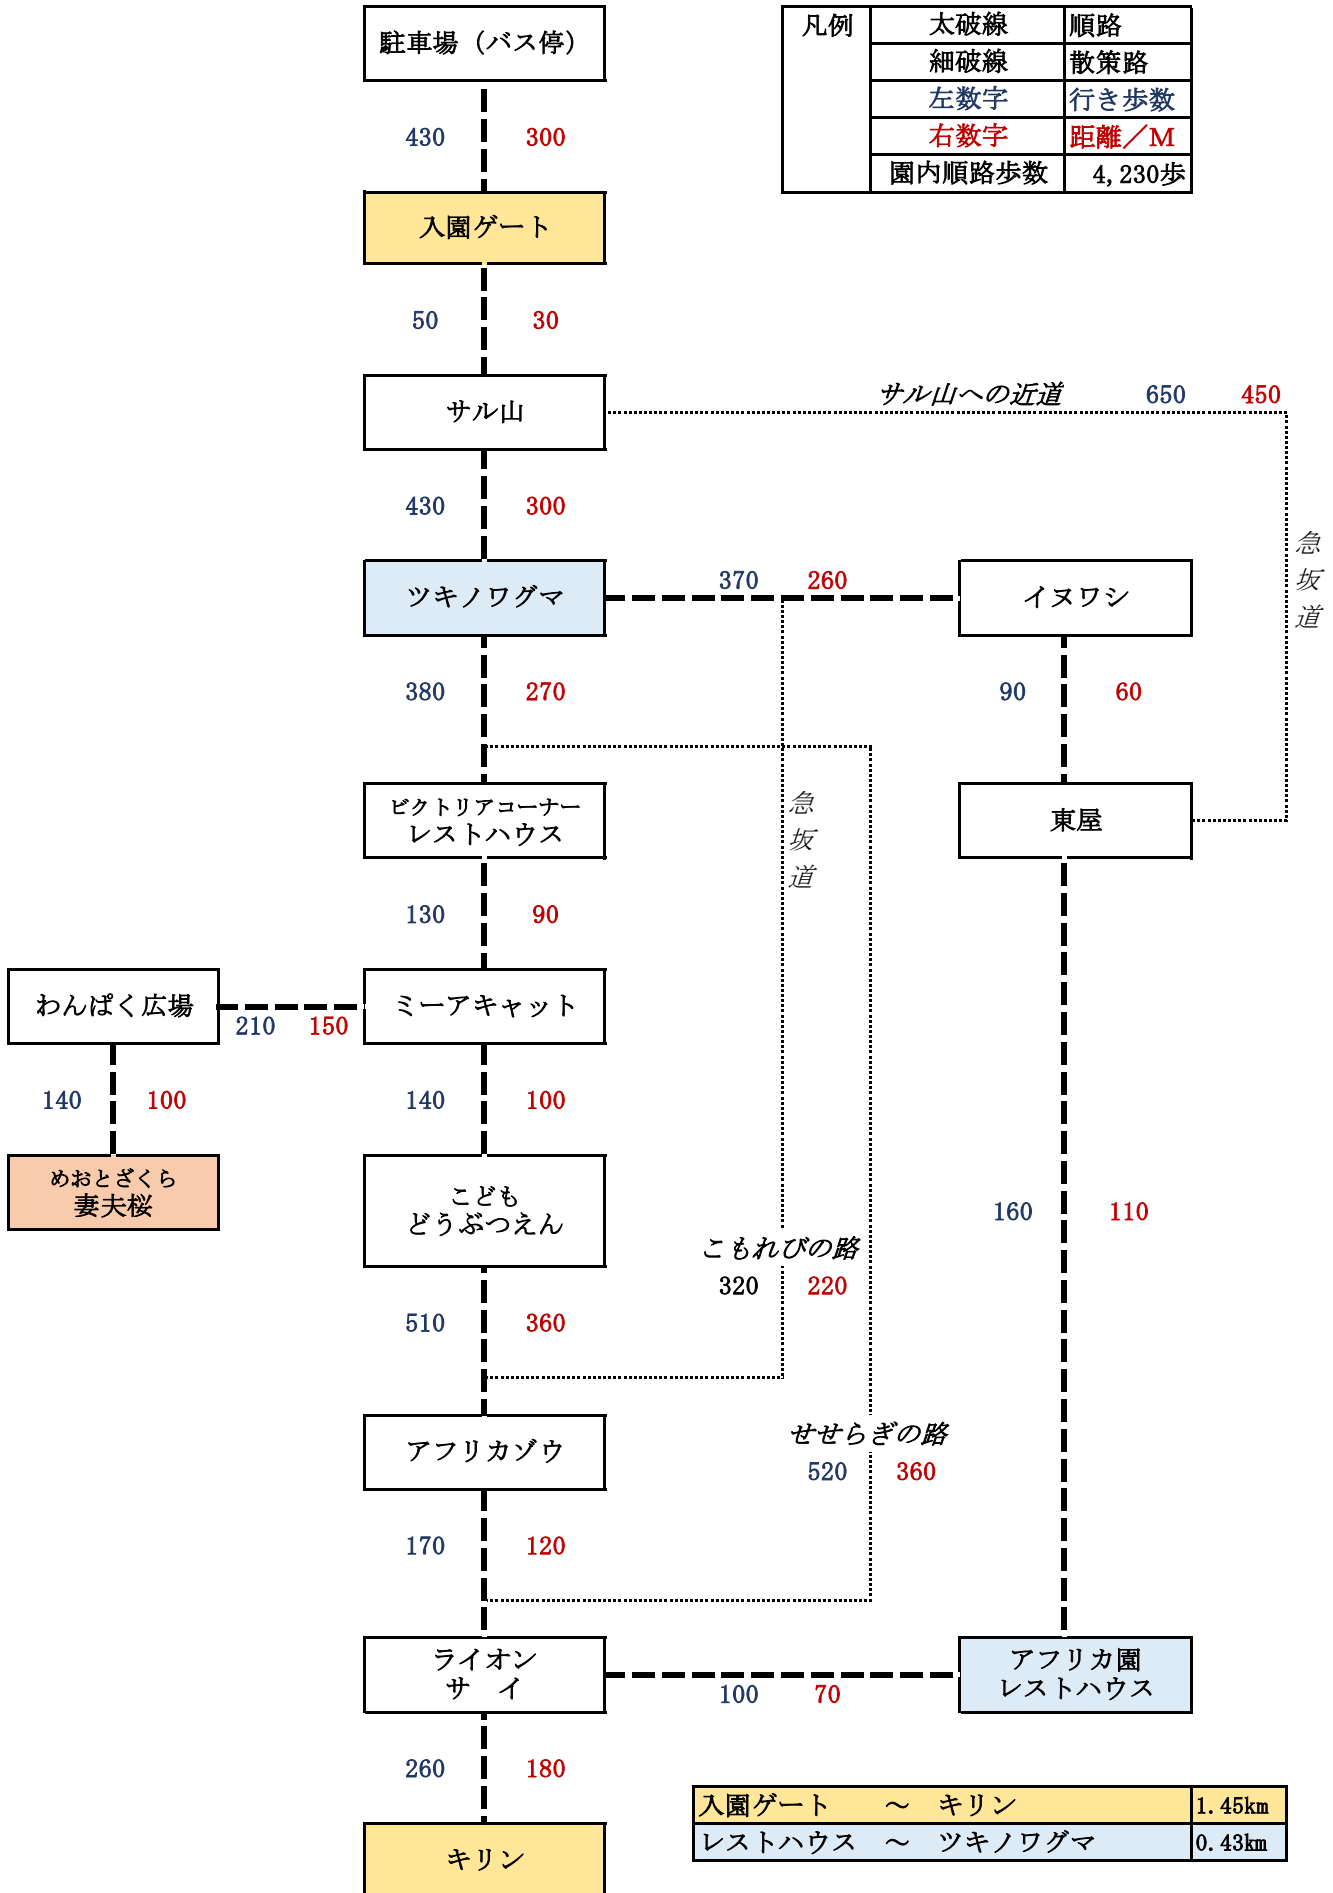 駐車場（バス停）
凡例 太破線 順路
細破線 散策路
左数字 行き歩数
右数字 距離／M
園内順路歩数 4,230歩
430 300
入園ゲート
50 30
サル山
サル山への近道 650 450
430 300
急坂道
ツキノワグマ
370 260
イヌワシ
380 270
90 60
急坂道
ビクトリアコーナー
レストハウス
東屋
130 90
わんぱく広場
210 150
ミーアキャット
140 100
140 100
めおとざくら
妻夫桜
こども
どうぶつえん
160 110
こもれびの路
320 220
510 360
アフリカゾウ
せせらぎの路
520 360
170 120
ライオン
サ　イ
100 70
アフリカ園
レストハウス
260 180
入園ゲート　～　キリン 1.45km
レストハウス　～　ツキノワグマ 0.43km
キリン